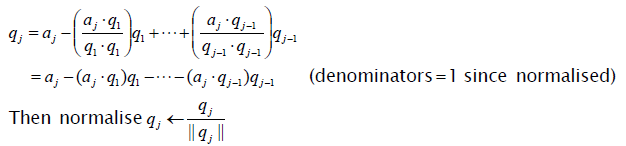 q_j = a_j − (a_j · q_1 / q_1 · q_1) q_1 + ⋯ + (a_j · q_{j−1} / q_{j−1} · q_{j−1}) q_{j−1}
= a_j − (a_j · q_1)q_1 − ⋯ − (a_j · q_{j−1})q_{j−1} (denominators = 1 since normalised)
Then normalise q_j ← q_j / || q_j ||